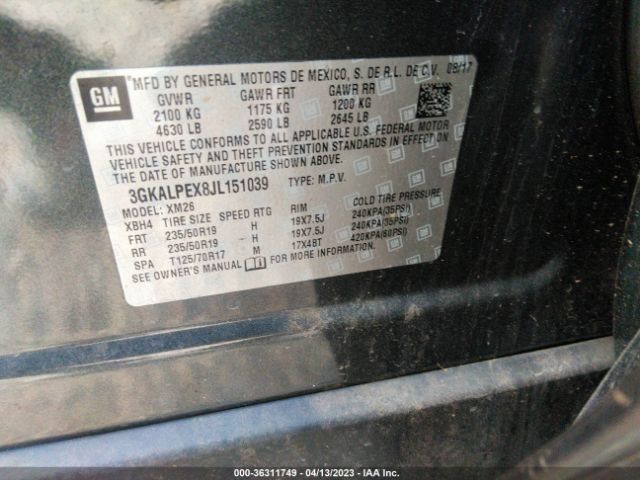 GM
MFD BY GENERAL MOTORS DE MEXICO, S. DE R.L. DE C.V. 08/17
GVWR GAWR FRT GAWR RR
2100 KG 1175 KG 1200 KG
4630 LB 2590 LB 2645 LB
THIS VEHICLE CONFORMS TO ALL APPLICABLE U.S. FEDERAL MOTOR
VEHICLE SAFETY AND THEFT PREVENTION STANDARDS IN EFFECT ON
THE DATE OF MANUFACTURE SHOWN ABOVE.
3GKALPEX8JL151039 TYPE: M.P.V.
MODEL: XM26
XBH4 TIRE SIZE SPEED RTG RIM COLD TIRE PRESSURE
FRT 235/50R19 H 19X7.5J 240KPA(35PSI)
RR 235/50R19 H 19X7.5J 240KPA(35PSI)
SPA T125/70R17 M 17X4BT 420KPA(60PSI)
SEE OWNER'S MANUAL FOR MORE INFORMATION.
000-36311749 - 04/13/2023 - IAA Inc.